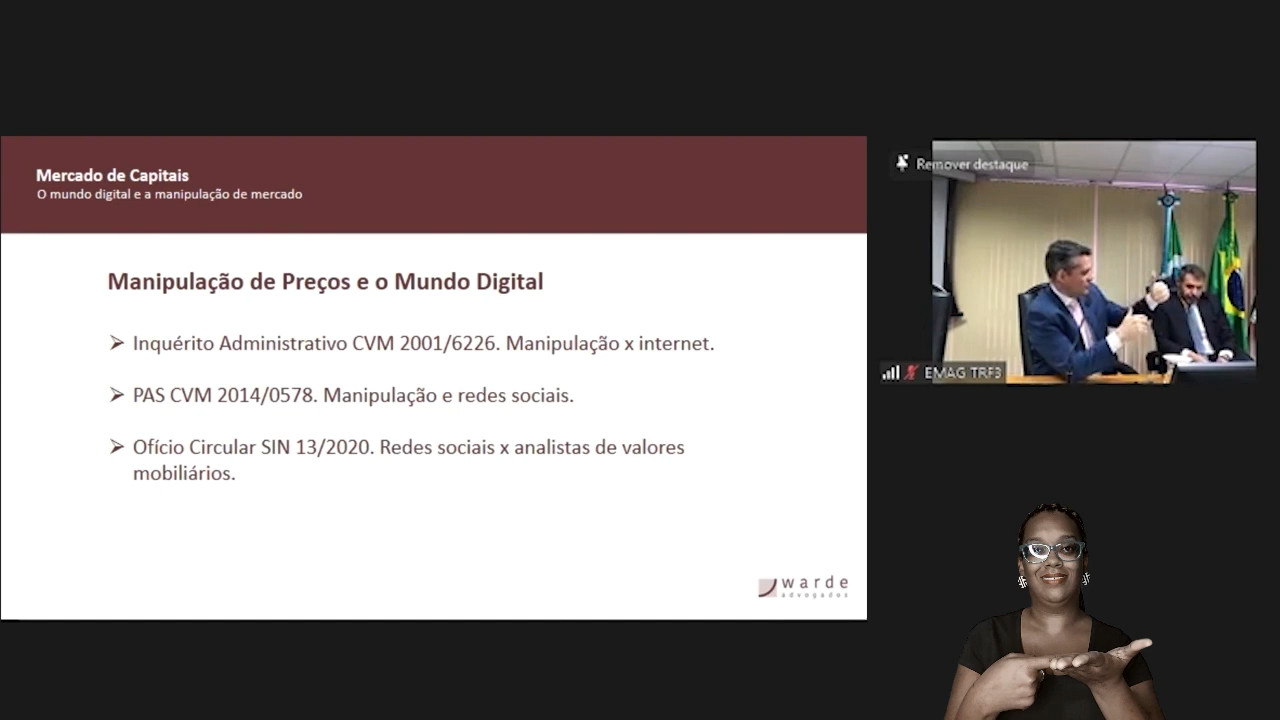 Mercado de Capitais
O mundo digital e a manipulação de mercado
Manipulação de Preços e o Mundo Digital
➢ Inquérito Administrativo CVM 2001/6226. Manipulação x internet.
➢ PAS CVM 2014/0578. Manipulação e redes sociais.
➢ Ofício Circular SIN 13/2020. Redes sociais x analistas de valores
mobiliários.
warde
advogados
Remover destaque
EMAG TRF3